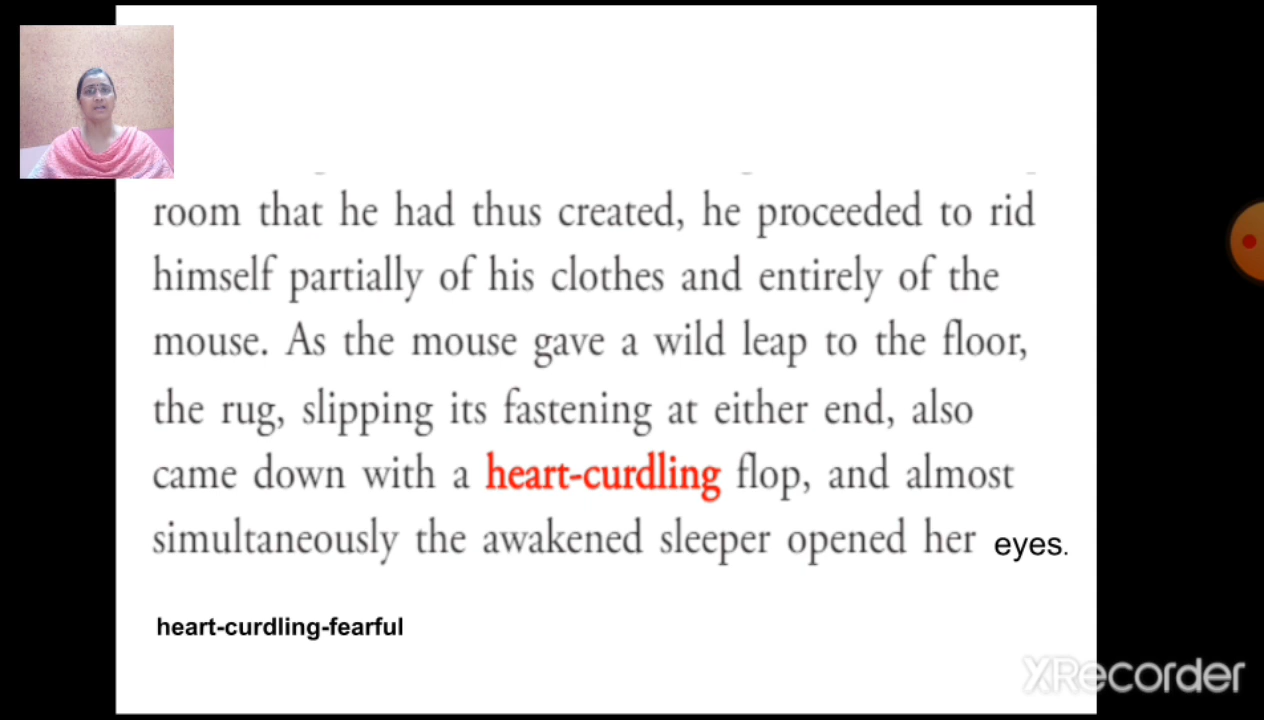 room that he had thus created, he proceeded to rid
himself partially of his clothes and entirely of the
mouse. As the mouse gave a wild leap to the floor,
the rug, slipping its fastening at either end, also
came down with a heart-curdling flop, and almost
simultaneously the awakened sleeper opened her eyes.
heart-curdling-fearful
XRecorder